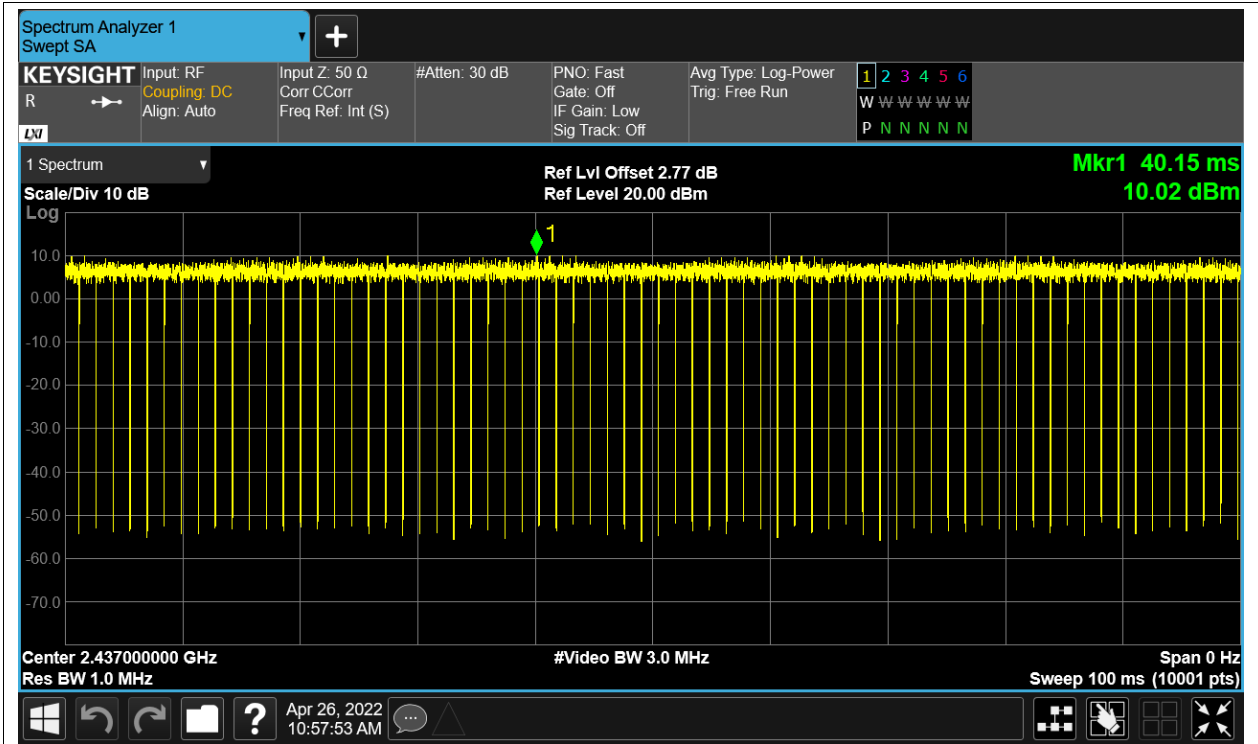 Spectrum Analyzer 1
Swept SA
+
KEYSIGHT
R
LXI
Input: RF
Coupling: DC
Align: Auto
Input Z: 50 Ω
Corr CCorr
Freq Ref: Int (S)
#Atten: 30 dB
PNO: Fast
Gate: Off
IF Gain: Low
Sig Track: Off
Avg Type: Log-Power
Trig: Free Run
1 2 3 4 5 6
W W W W W W
P N N N N N
1 Spectrum
Scale/Div 10 dB
Ref Lvl Offset 2.77 dB
Ref Level 20.00 dBm
Mkr1 40.15 ms
10.02 dBm
Log
1
10.0
0.00
-10.0
-20.0
-30.0
-40.0
-50.0
-60.0
-70.0
Center 2.437000000 GHz
Res BW 1.0 MHz
#Video BW 3.0 MHz
Span 0 Hz
Sweep 100 ms (10001 pts)
?
Apr 26, 2022
10:57:53 AM